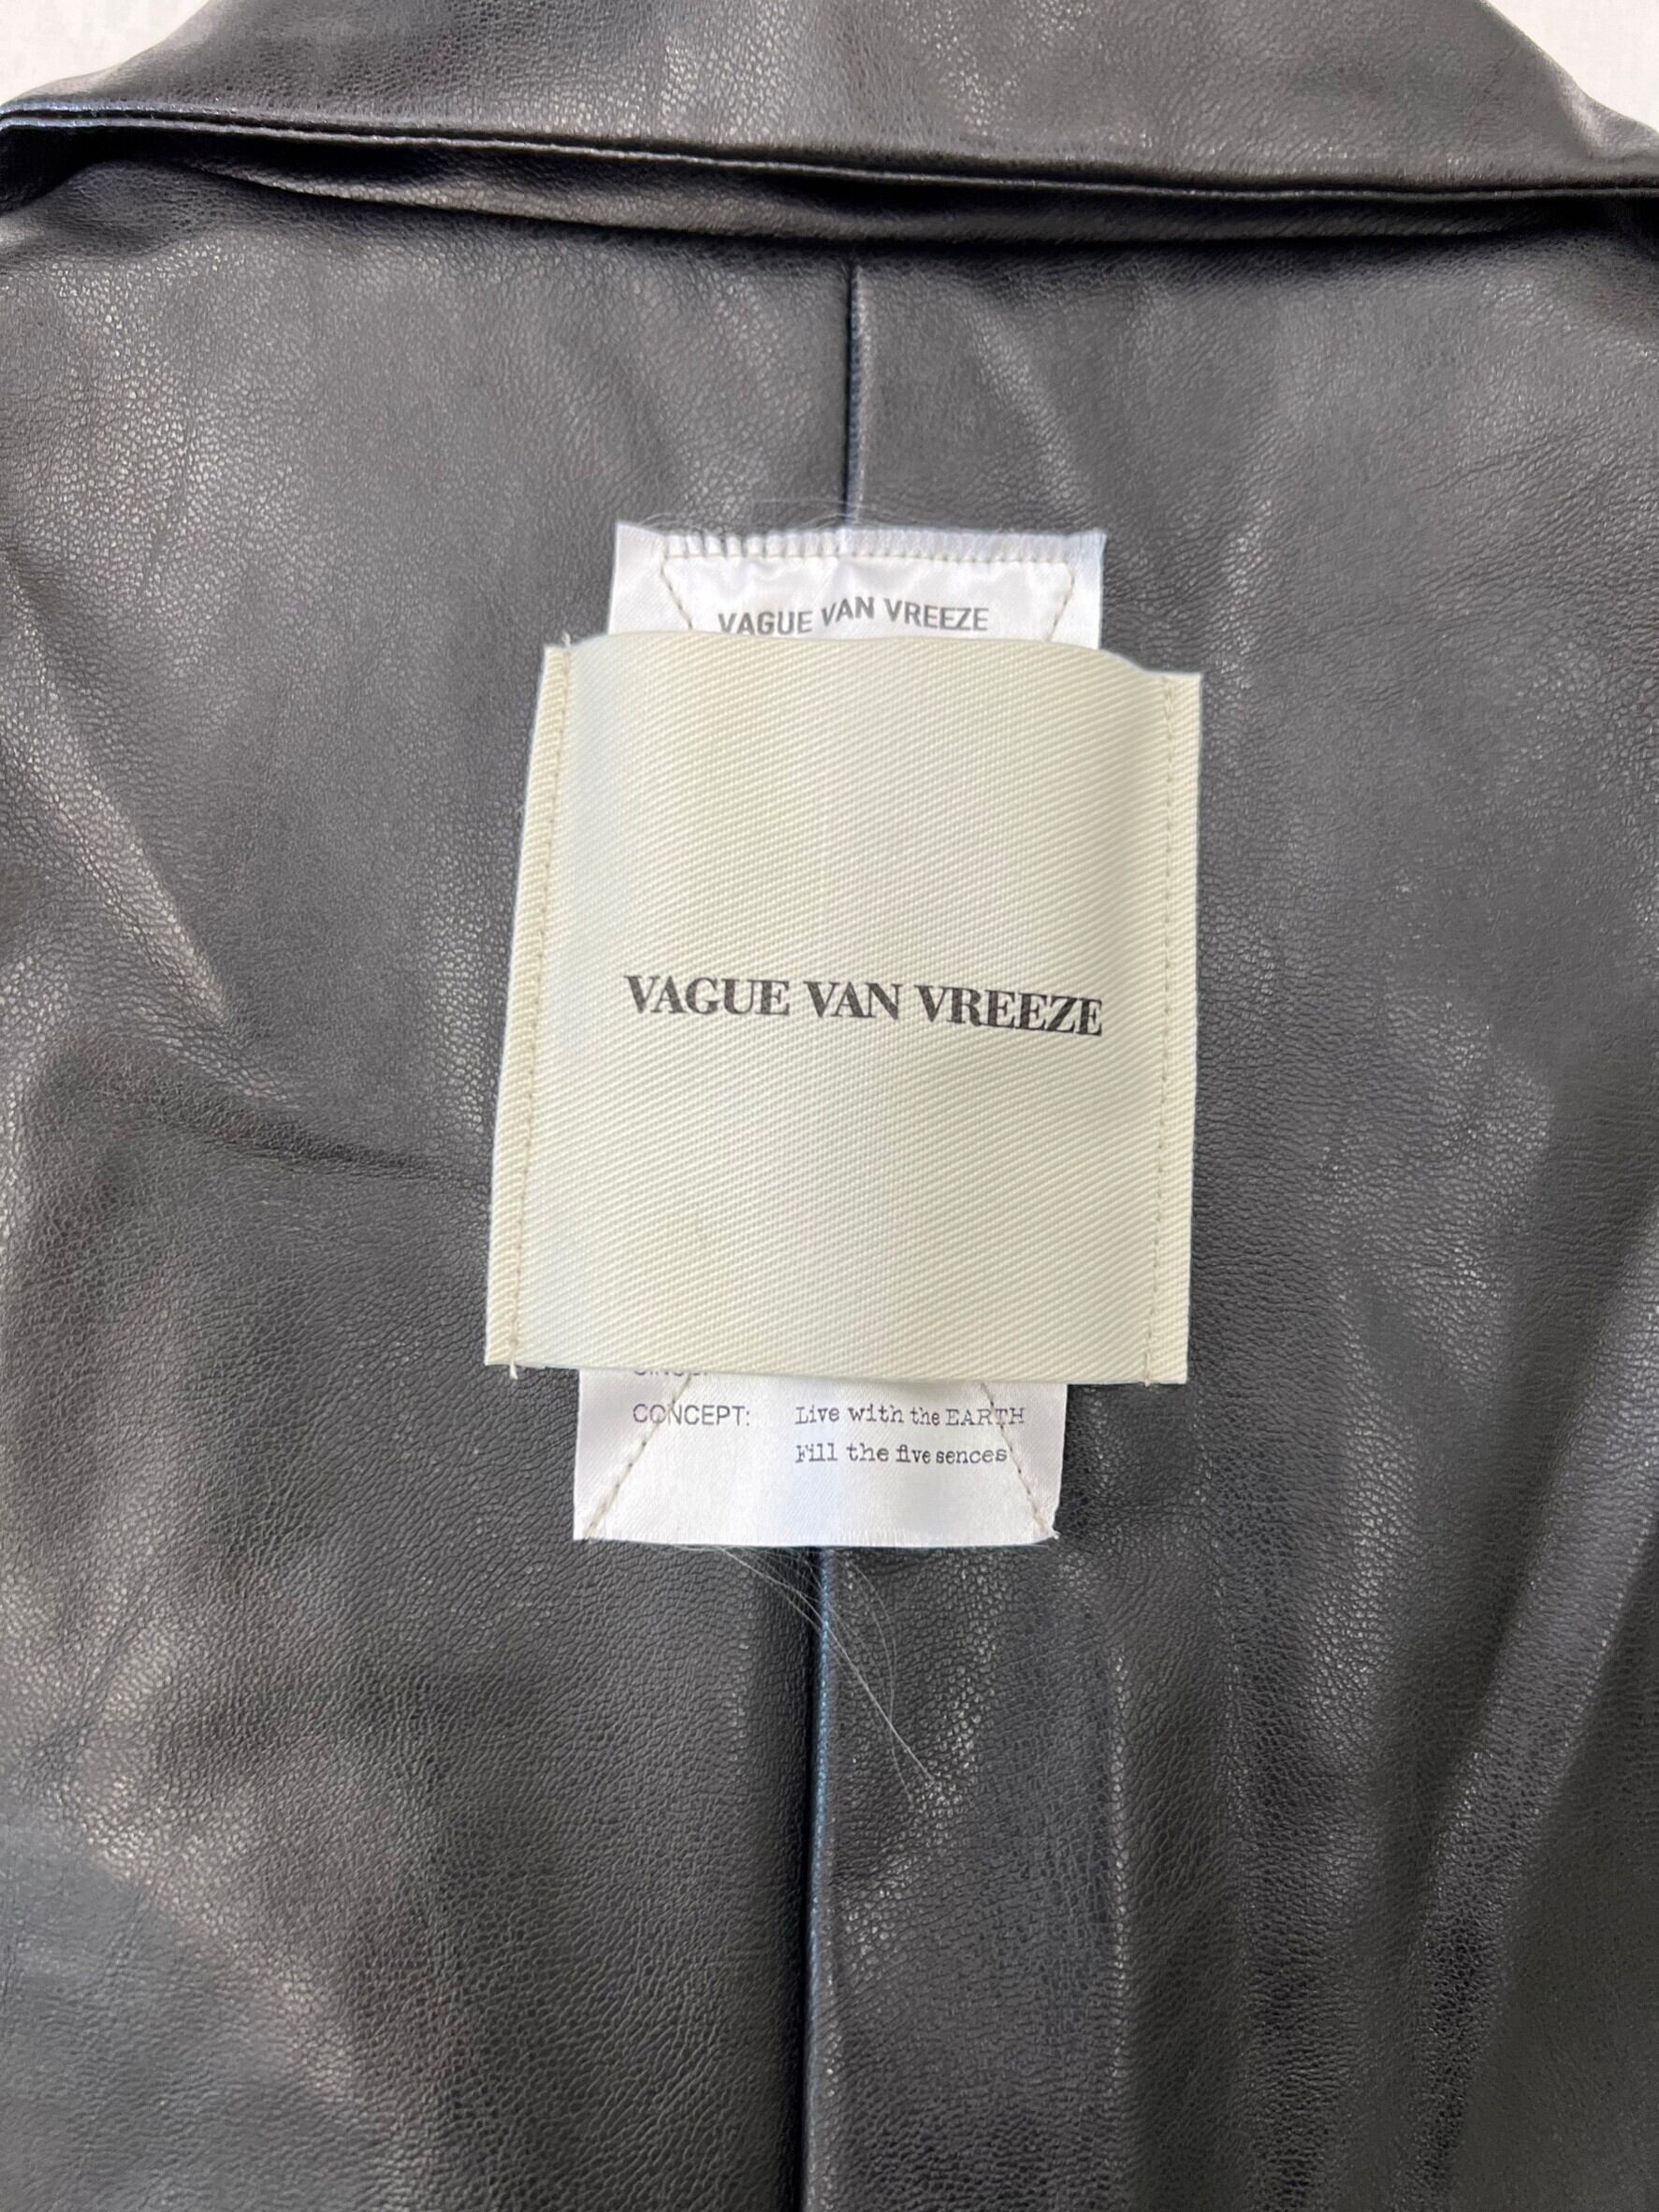 VAGUE VAN VREEZE
VAGUE VAN VREEZE
CONCEPT: Live with the EARTH
Fill the five sences